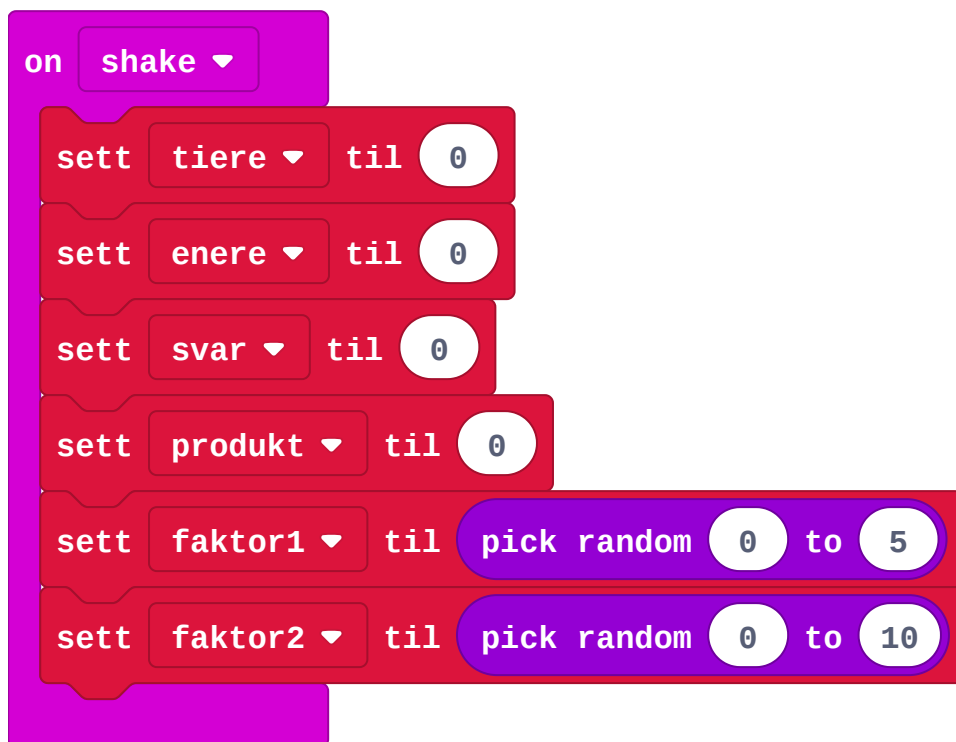 on shake
sett tiere til 0
sett enere til 0
sett svar til 0
sett produkt til 0
sett faktor1 til pick random 0 to 5
sett faktor2 til pick random 0 to 10